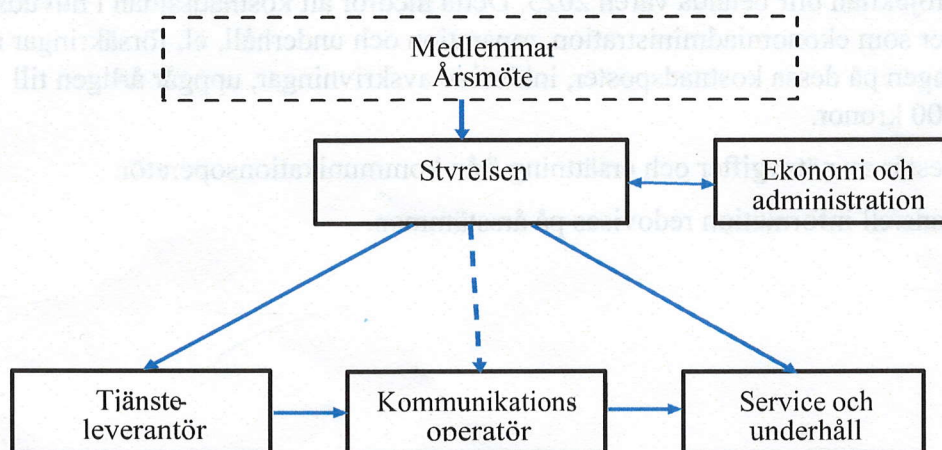 Medlemmar
Årsmöte
Styrelsen
Ekonomi och
administration
Tjänste-
leverantör
Kommunikations
operatör
Service och
underhåll